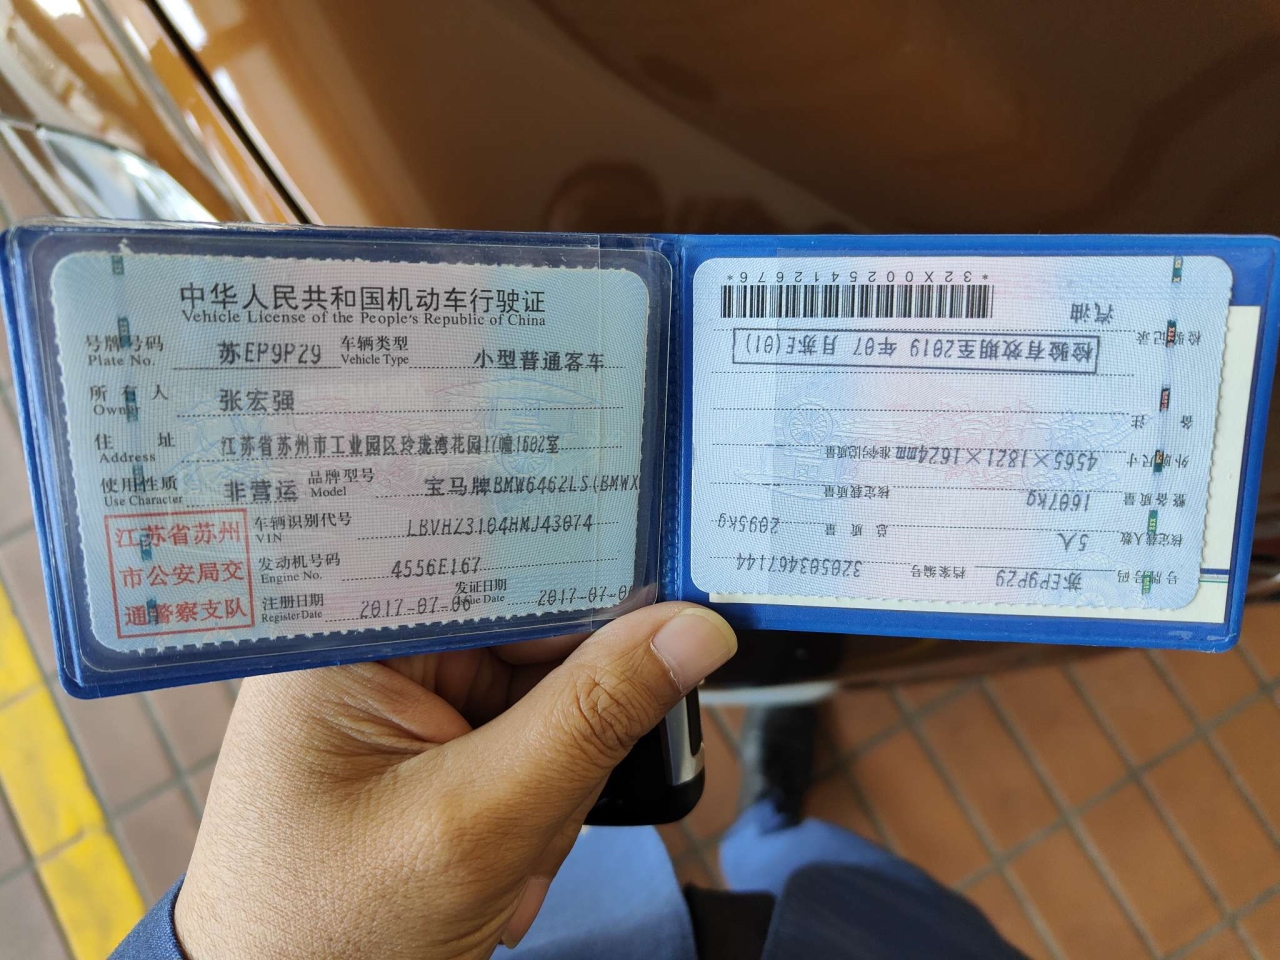 中华人民共和国机动车行驶证
Vehicle License of the People's Republic of China
号牌号码 苏EP9P29 车辆类型 小型普通客车
Plate No. Vehicle Type
所有人 张宏强
Owner
住址 江苏省苏州市工业园区玲珑湾花园17幢1602室
Address
使用性质 非营运 品牌型号 宝马牌BMW6462LS(BMWX
Use Character Model
江苏省苏州
市公安局交
通警察支队
车辆识别代号 LBVHZ3104HMJ43074
VIN
发动机号码 4556E167
Engine No.
注册日期 2017-07-06 发证日期 2017-07-0
Register Date Issue Date
号牌号码 苏EP9P29 档案编号 320503467144
核定载人数 5人 总质量 2095kg
整备质量 1607kg 核定载质量
外廓尺寸 4565×1821×1624mm 准牵引总质量
备注
检验记录 检验有效期至2019年07月苏E(01)
汽油
*32X0025412676*